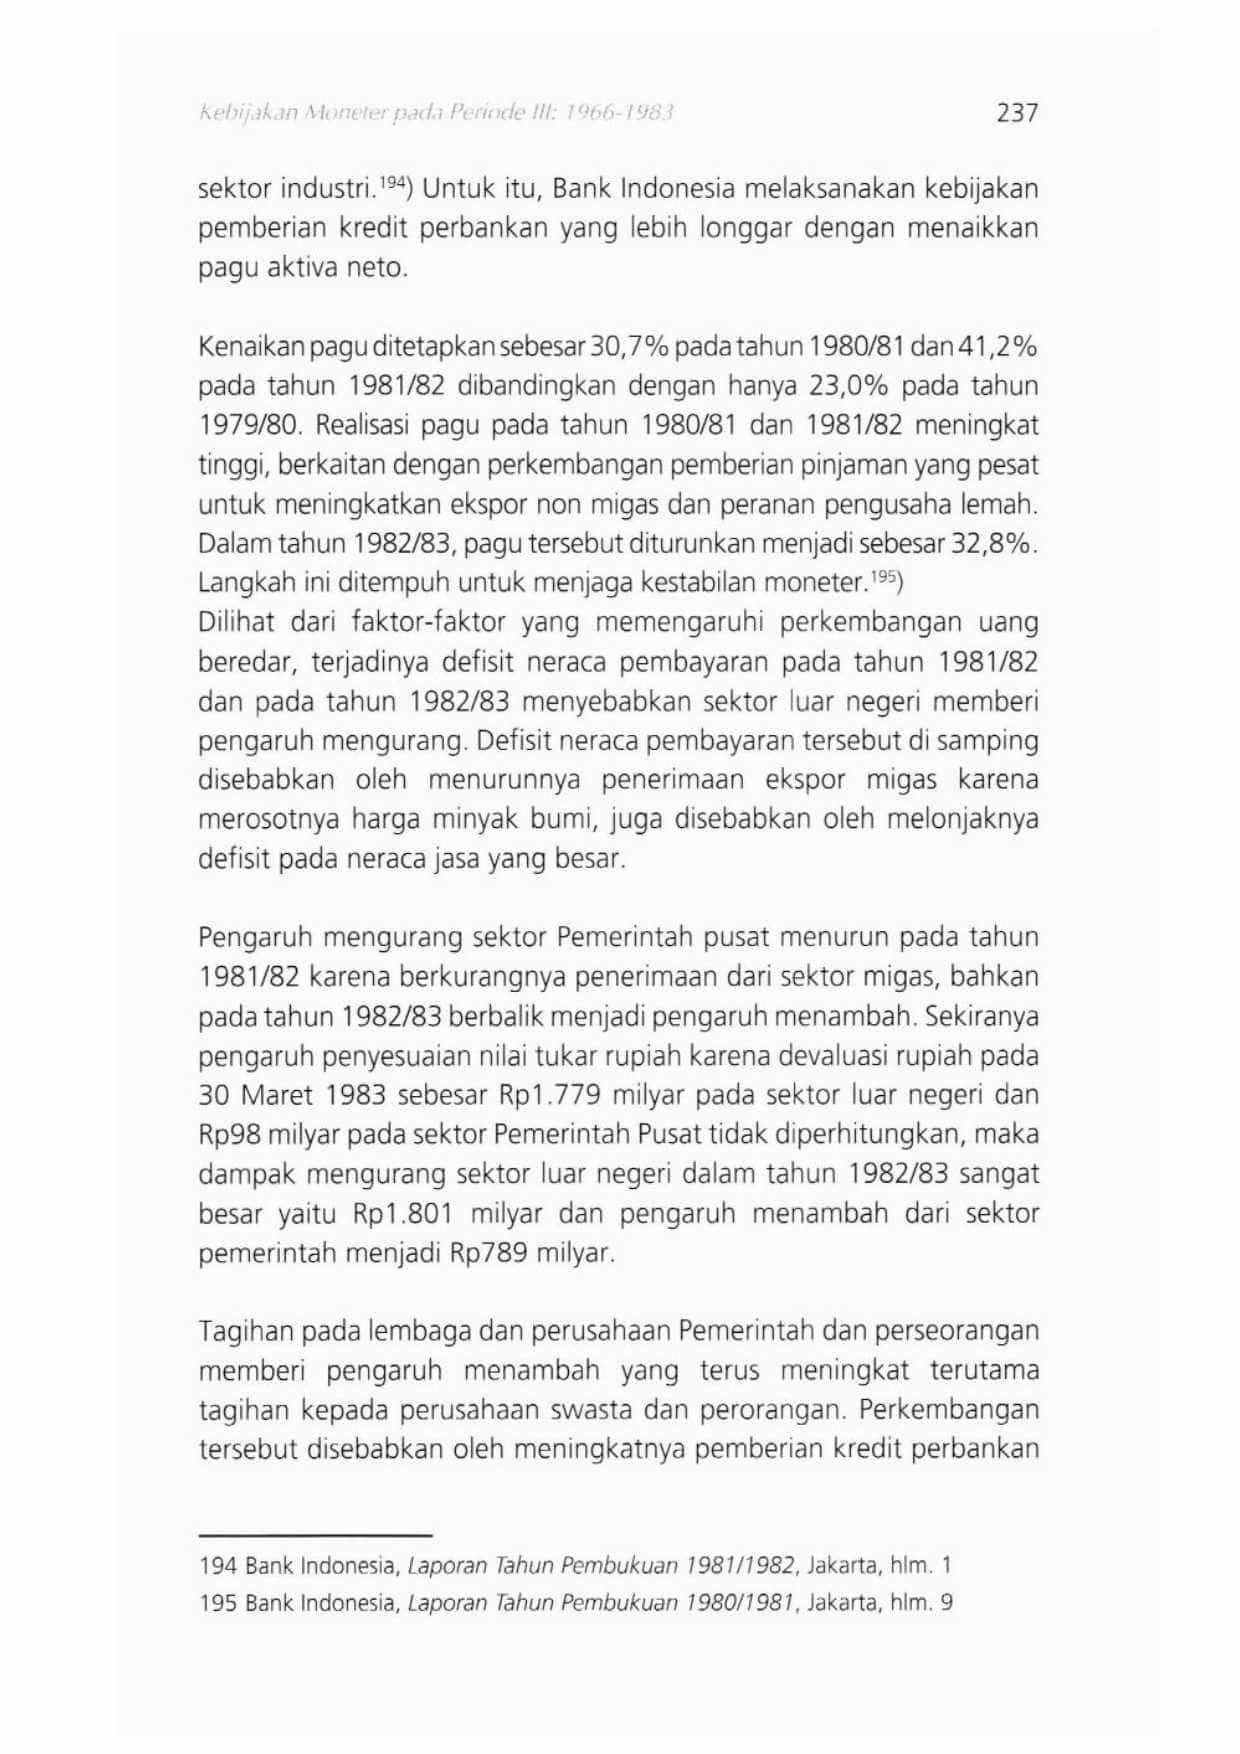 Kebijakan Moneter pada Periode III: 1966-1983 237
sektor industri.194) Untuk itu, Bank Indonesia melaksanakan kebijakan
pemberian kredit perbankan yang lebih longgar dengan menaikkan
pagu aktiva neto.
Kenaikan pagu ditetapkan sebesar 30,7% pada tahun 1980/81 dan 41,2%
pada tahun 1981/82 dibandingkan dengan hanya 23,0% pada tahun
1979/80. Realisasi pagu pada tahun 1980/81 dan 1981/82 meningkat
tinggi, berkaitan dengan perkembangan pemberian pinjaman yang pesat
untuk meningkatkan ekspor non migas dan peranan pengusaha lemah.
Dalam tahun 1982/83, pagu tersebut diturunkan menjadi sebesar 32,8%.
Langkah ini ditempuh untuk menjaga kestabilan moneter.195)
Dilihat dari faktor-faktor yang memengaruhi perkembangan uang
beredar, terjadinya defisit neraca pembayaran pada tahun 1981/82
dan pada tahun 1982/83 menyebabkan sektor luar negeri memberi
pengaruh mengurang. Defisit neraca pembayaran tersebut di samping
disebabkan oleh menurunnya penerimaan ekspor migas karena
merosotnya harga minyak bumi, juga disebabkan oleh melonjaknya
defisit pada neraca jasa yang besar.
Pengaruh mengurang sektor Pemerintah pusat menurun pada tahun
1981/82 karena berkurangnya penerimaan dari sektor migas, bahkan
pada tahun 1982/83 berbalik menjadi pengaruh menambah. Sekiranya
pengaruh penyesuaian nilai tukar rupiah karena devaluasi rupiah pada
30 Maret 1983 sebesar Rp1.779 milyar pada sektor luar negeri dan
Rp98 milyar pada sektor Pemerintah Pusat tidak diperhitungkan, maka
dampak mengurang sektor luar negeri dalam tahun 1982/83 sangat
besar yaitu Rp1.801 milyar dan pengaruh menambah dari sektor
pemerintah menjadi Rp789 milyar.
Tagihan pada lembaga dan perusahaan Pemerintah dan perseorangan
memberi pengaruh menambah yang terus meningkat terutama
tagihan kepada perusahaan swasta dan perorangan. Perkembangan
tersebut disebabkan oleh meningkatnya pemberian kredit perbankan
194 Bank Indonesia, Laporan Tahun Pembukuan 1981/1982, Jakarta, hlm. 1
195 Bank Indonesia, Laporan Tahun Pembukuan 1980/1981, Jakarta, hlm. 9